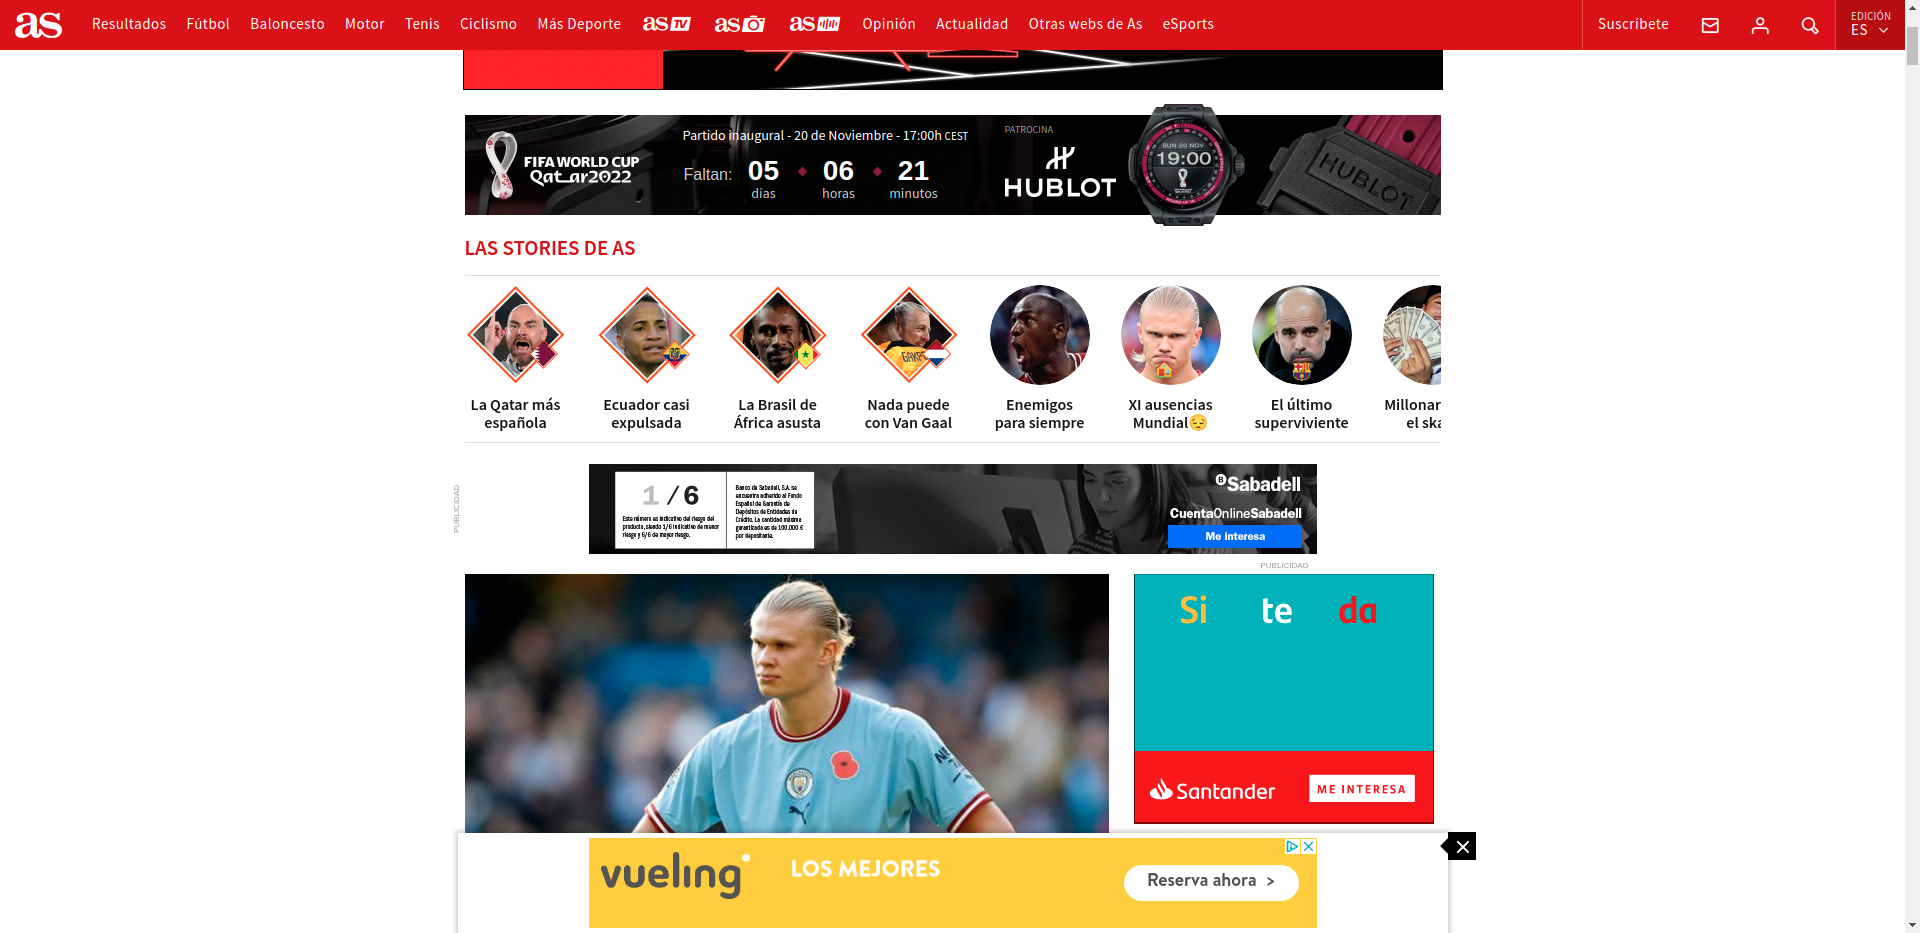 as Resultados Fútbol Baloncesto Motor Tenis Ciclismo Más Deporte as TV as as Opinión Actualidad Otras webs de As eSports Suscríbete EDICIÓN ES
Partido inaugural - 20 de Noviembre - 17:00h CEST
FIFA WORLD CUP
Qatar2022
Faltan: 05 06 21
días horas minutos
PATROCINA
HUBLOT
HUBLOT
SUN 20 NOV
19:00
HUBLOT
LAS STORIES DE AS
GAKPO
La Qatar más
española
Ecuador casi
expulsada
La Brasil de
África asusta
Nada puede
con Van Gaal
Enemigos
para siempre
XI ausencias
Mundial😔
El último
superviviente
Millonar
el ska
PUBLICIDAD
1 / 6
Este número es indicativo del riesgo del
producto, siendo 1/6 indicativo de menor
riesgo y 6/6 de mayor riesgo.
Banco de Sabadell, S.A. se
encuentra adherido al Fondo
Español de Garantía de
Depósitos de Entidades de
Crédito. La cantidad máxima
garantizada es de 100.000 €
por depositante.
B Sabadell
CuentaOnlineSabadell
Me interesa
PUBLICIDAD
Si te da
Santander
ME INTERESA
vueling
LOS MEJORES
Reserva ahora >